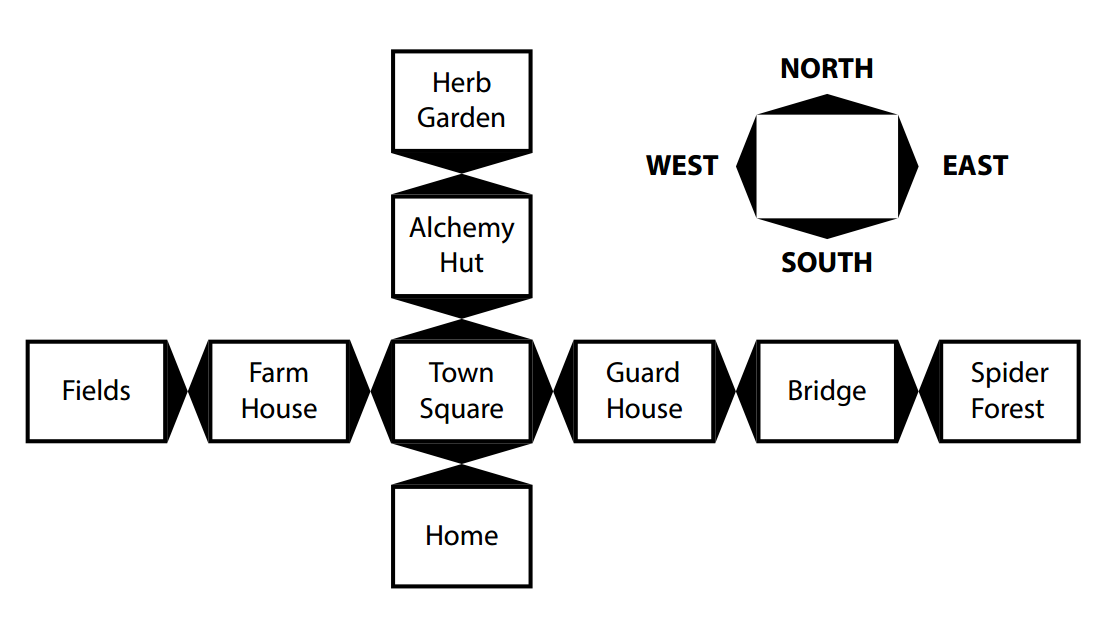 Herb
Garden
NORTH
WEST
EAST
SOUTH
Alchemy
Hut
Fields
Farm
House
Town
Square
Guard
House
Bridge
Spider
Forest
Home